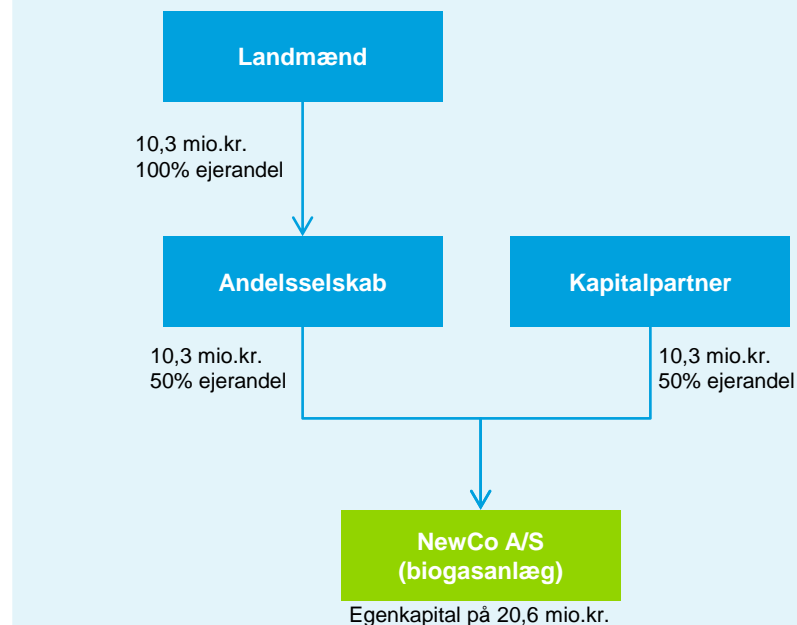 Landmænd
10,3 mio.kr.
100% ejerandel
Andelsselskab
Kapitalpartner
10,3 mio.kr.
50% ejerandel
10,3 mio.kr.
50% ejerandel
NewCo A/S
(biogasanlæg)
Egenkapital på 20,6 mio.kr.